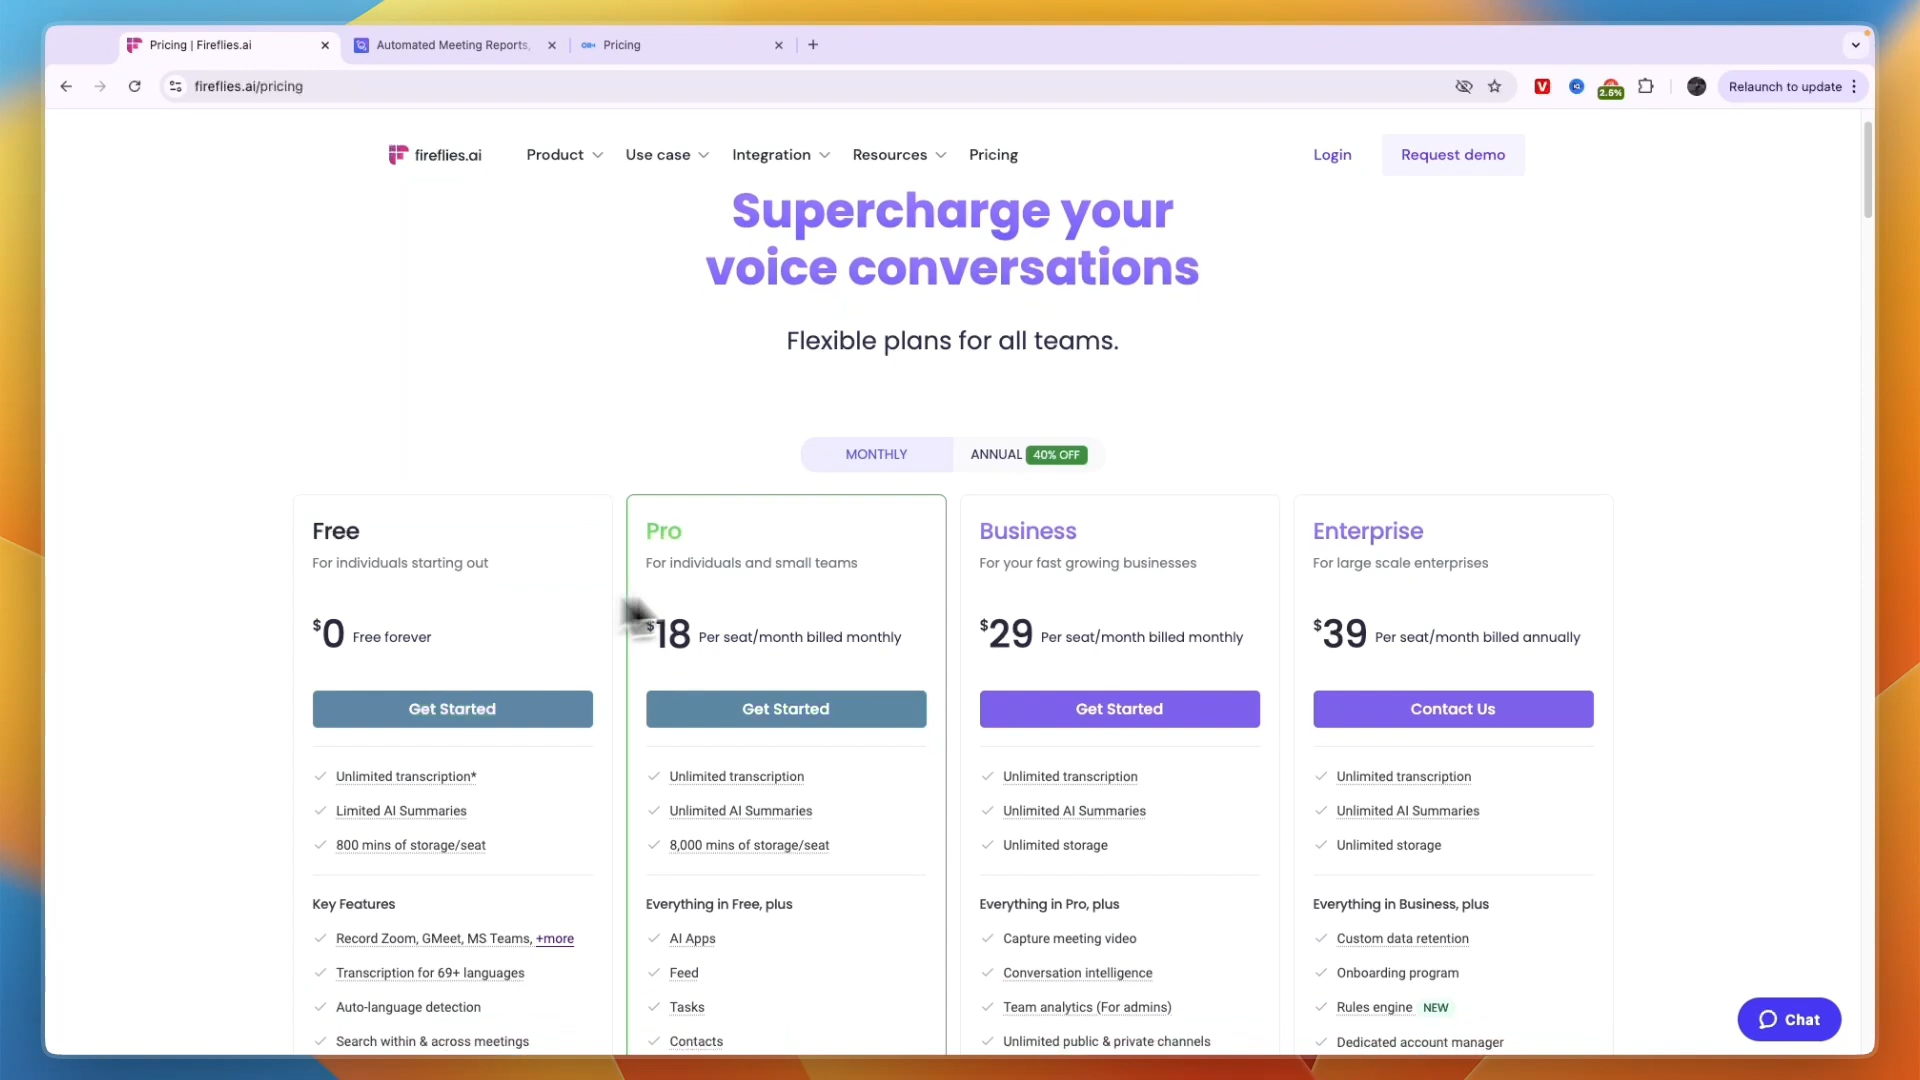 Pricing | Fireflies.ai
Automated Meeting Reports,
Pricing
fireflies.ai/pricing
2.5%
Relaunch to update
fireflies.ai
Product
Use case
Integration
Resources
Pricing
Login
Request demo
Supercharge your
voice conversations
Flexible plans for all teams.
MONTHLY
ANNUAL 40% OFF
Free
For individuals starting out
$0 Free forever
Get Started
Unlimited transcription*
Limited AI Summaries
800 mins of storage/seat
Key Features
Record Zoom, GMeet, MS Teams, +more
Transcription for 69+ languages
Auto-language detection
Search within & across meetings
Pro
For individuals and small teams
$18 Per seat/month billed monthly
Get Started
Unlimited transcription
Unlimited AI Summaries
8,000 mins of storage/seat
Everything in Free, plus
AI Apps
Feed
Tasks
Contacts
Business
For your fast growing businesses
$29 Per seat/month billed monthly
Get Started
Unlimited transcription
Unlimited AI Summaries
Unlimited storage
Everything in Pro, plus
Capture meeting video
Conversation intelligence
Team analytics (For admins)
Unlimited public & private channels
Enterprise
For large scale enterprises
$39 Per seat/month billed annually
Contact Us
Unlimited transcription
Unlimited AI Summaries
Unlimited storage
Everything in Business, plus
Custom data retention
Onboarding program
Rules engine NEW
Dedicated account manager
Chat